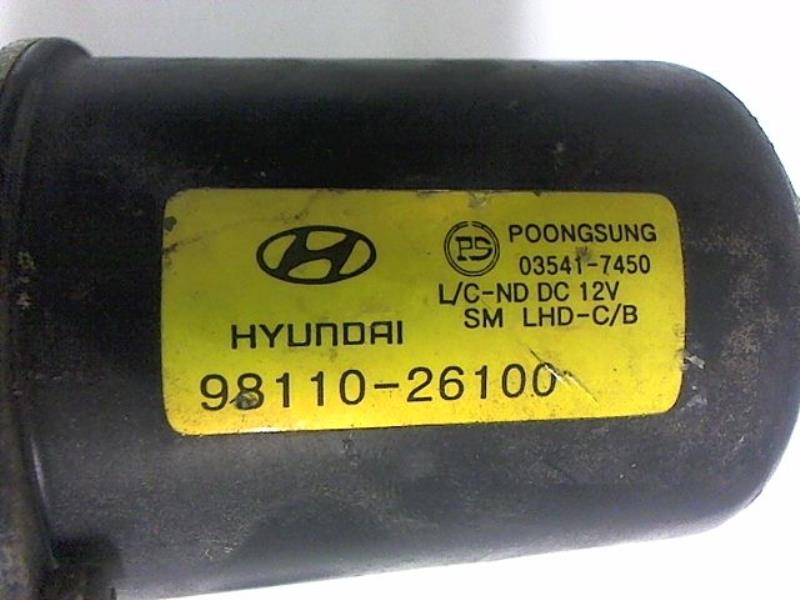 PS POONGSUNG
03541-7450
L/C-ND DC 12V
SM LHD-C/B
HYUNDAI
98110-26100